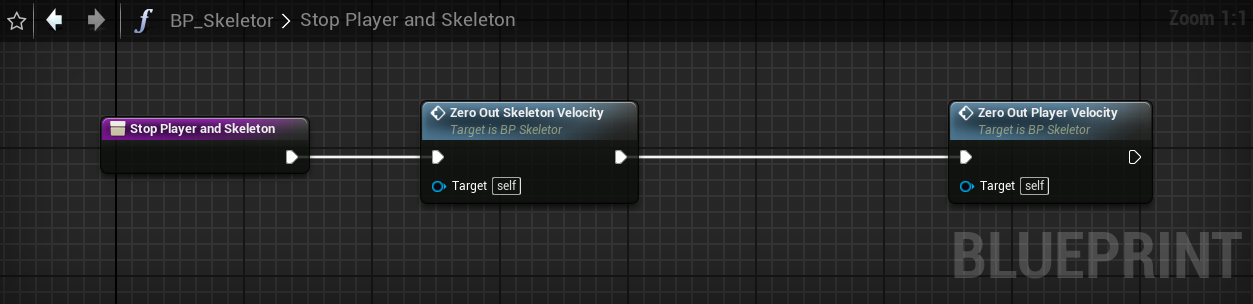 BP_Skeletor > Stop Player and Skeleton
Zoom 1:1
Stop Player and Skeleton
Zero Out Skeleton Velocity
Target is BP Skeletor
Target self
Zero Out Player Velocity
Target is BP Skeletor
Target self
BLUEPRINT